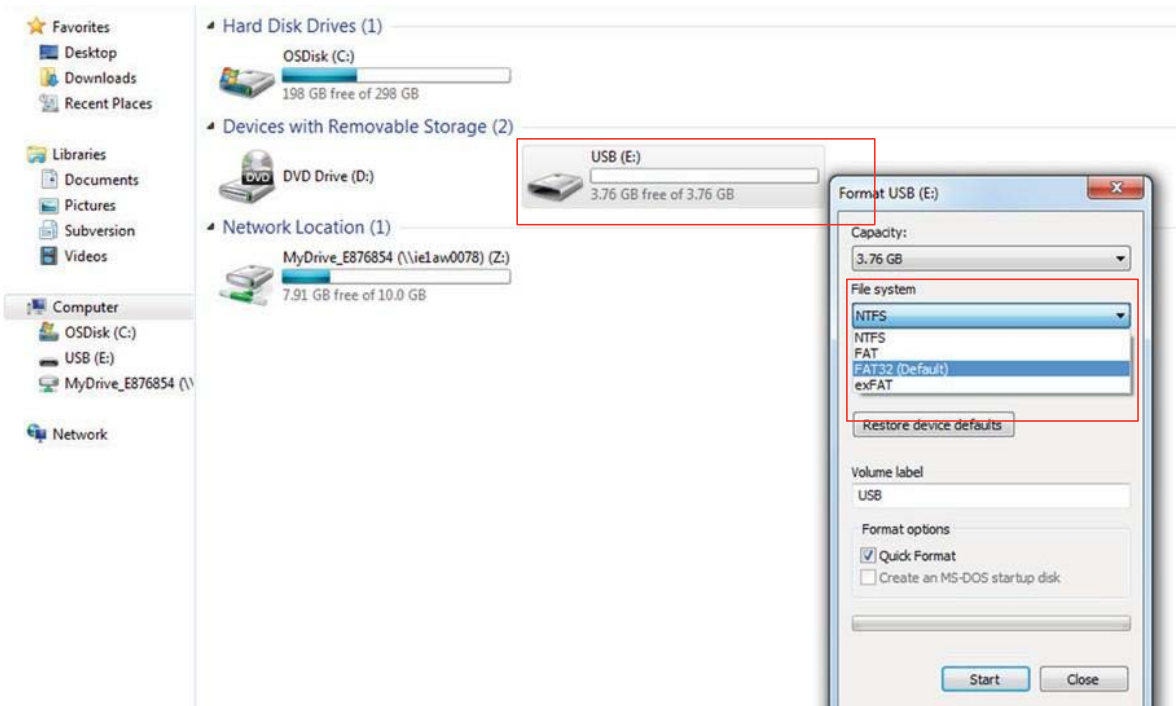 Favorites
Desktop
Downloads
Recent Places
Libraries
Documents
Pictures
Subversion
Videos
Computer
OSDisk (C:)
USB (E:)
MyDrive_E876854 (\\
Network
Hard Disk Drives (1)
OSDisk (C:)
198 GB free of 298 GB
Devices with Removable Storage (2)
DVD
DVD Drive (D:)
USB (E:)
3.76 GB free of 3.76 GB
Network Location (1)
MyDrive_E876854 (\\ie1aw0078) (Z:)
7.91 GB free of 10.0 GB
Format USB (E:)
Capacity:
3.76 GB
File system
NTFS
NTFS
FAT
FAT32 (Default)
exFAT
Restore device defaults
Volume label
USB
Format options
Quick Format
Create an MS-DOS startup disk
Start
Close